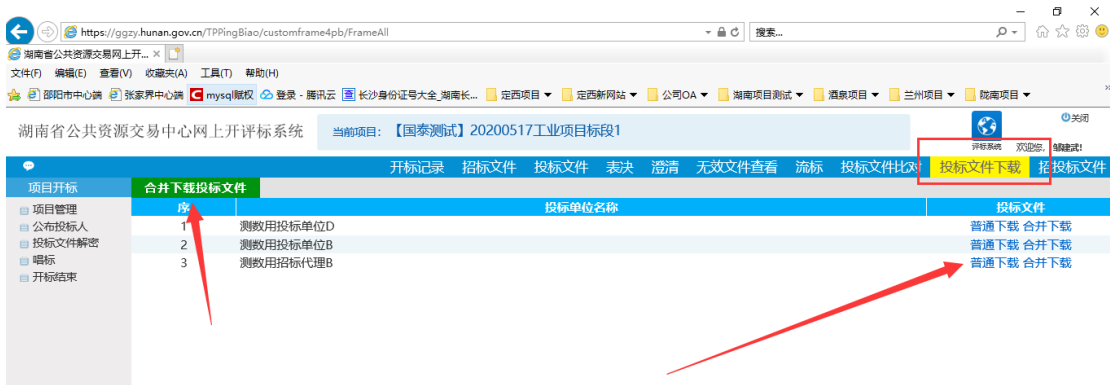 https://ggzy.hunan.gov.cn/TPPingBiao/customframe4pb/FrameAll
搜索...
湖南省公共资源交易网上开...
文件(F) 编辑(E) 查看(V) 收藏夹(A) 工具(T) 帮助(H)
邵阳市中心端 张家界中心端 mysql赋权 登录 - 腾讯云 长沙身份证号大全_湖南长... 定西项目 定西新网站 公司OA 湖南项目测试 酒泉项目 兰州项目 皖南项目
湖南省公共资源交易中心网上开评标系统 当前项目: 【国泰测试】20200517工业项目标段1
关闭
评标系统 欢迎您, 邹建武!
开标记录 招标文件 投标文件 表决 澄清 无效文件查看 流标 投标文件比对 投标文件下载 招投标文件
项目开标 合并下载投标文件
序 投标单位名称 投标文件
项目管理
公布投标人
投标文件解密
唱标
开标结束
1 测数用投标单位D 普通下载 合并下载
2 测数用投标单位B 普通下载 合并下载
3 测数用招标代理B 普通下载 合并下载